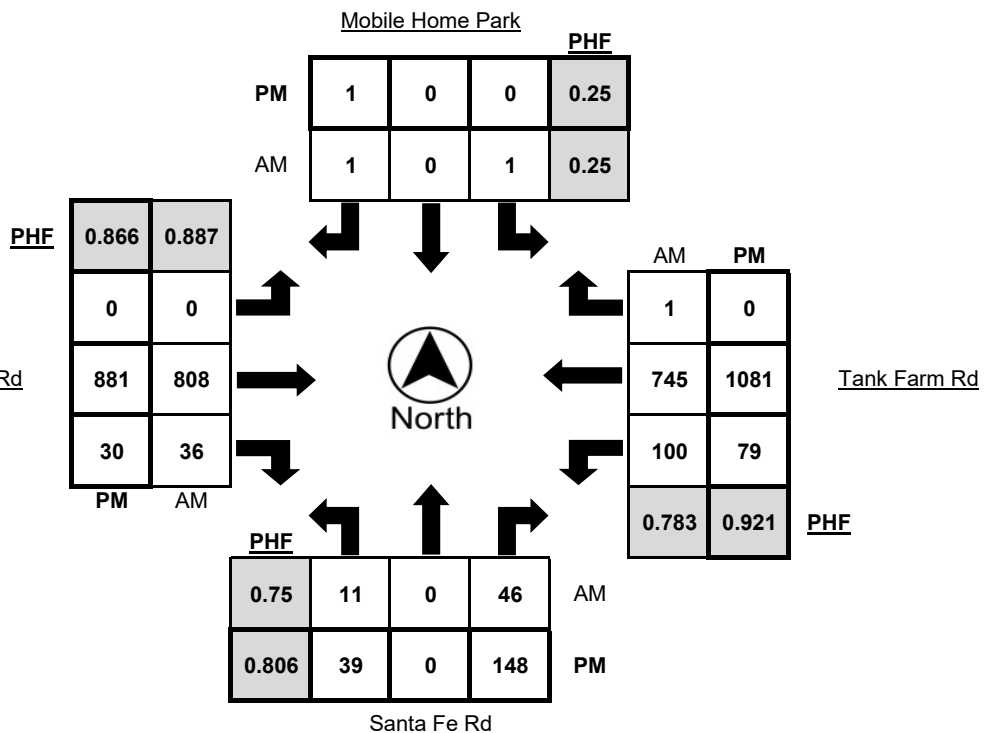 Mobile Home Park
PHF
PM 1 0 0 0.25
AM 1 0 1 0.25
PHF 0.866 0.887
AM PM
0 0
1 0
881 808
Rd
745 1081
Tank Farm Rd
North
30 36
100 79
PM AM
0.783 0.921 PHF
PHF
0.75 11 0 46 AM
0.806 39 0 148 PM
Santa Fe Rd